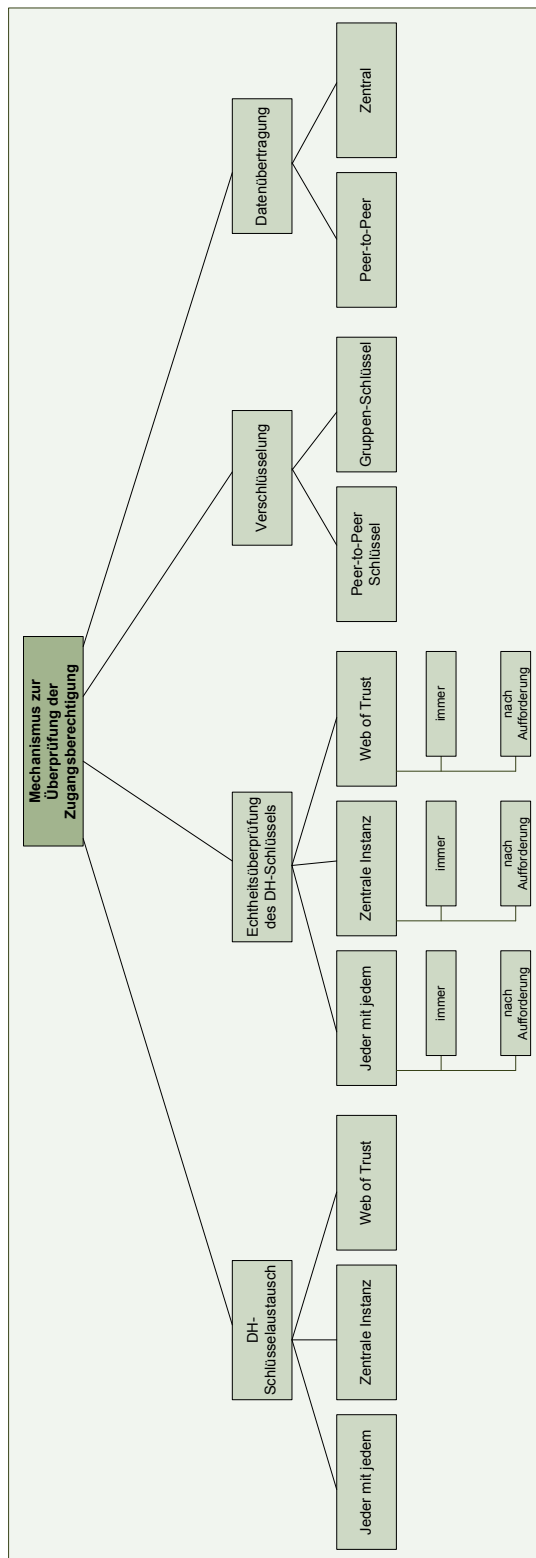 Mechanismus zur
Überprüfung der
Zugangsberechtigung
DH-
Schlüsselaustausch
Echtheitsüberprüfung
des DH-Schlüssels
Verschlüsselung
Datenübertragung
Jeder mit jedem
Zentrale Instanz
Web of Trust
Jeder mit jedem
Zentrale Instanz
Web of Trust
Peer-to-Peer
Schlüssel
Gruppen-Schlüssel
Peer-to-Peer
Zentral
immer
immer
immer
nach
Aufforderung
nach
Aufforderung
nach
Aufforderung